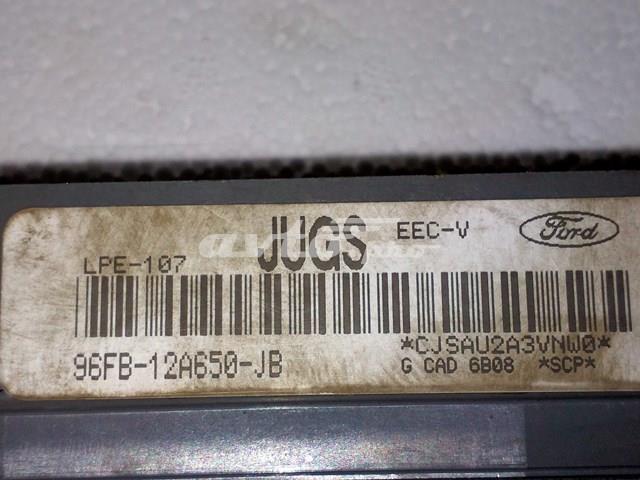 JUGS EEC-V Ford
LPE-107
*CJSAU2A3VNW0*
96FB-12A650-JB
G CAD 6B08 *SCP*